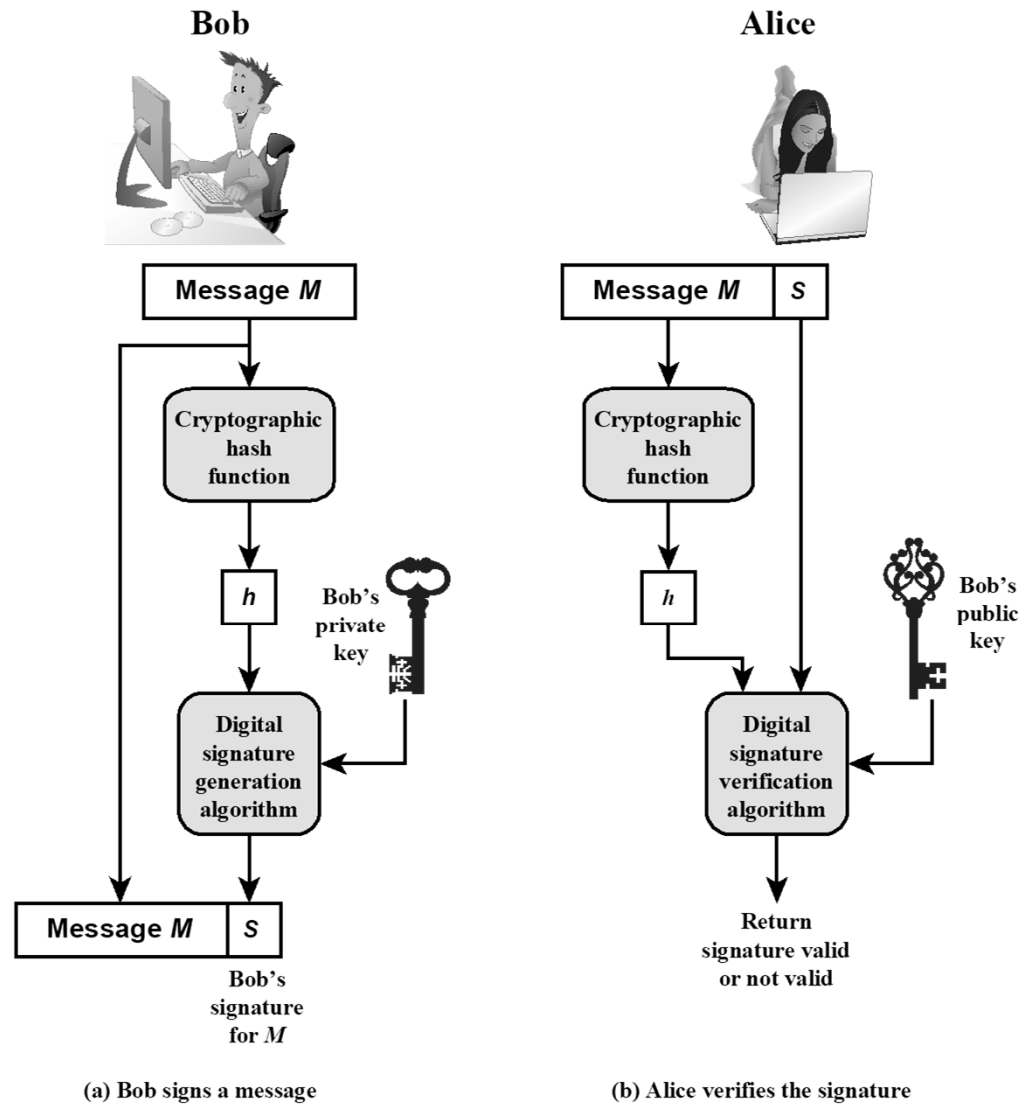 Bob
Message M
Cryptographic
hash
function
h
Bob's
private
key
Digital
signature
generation
algorithm
Message M S
Bob's
signature
for M
(a) Bob signs a message
Alice
Message M S
Cryptographic
hash
function
h
Bob's
public
key
Digital
signature
verification
algorithm
Return
signature valid
or not valid
(b) Alice verifies the signature